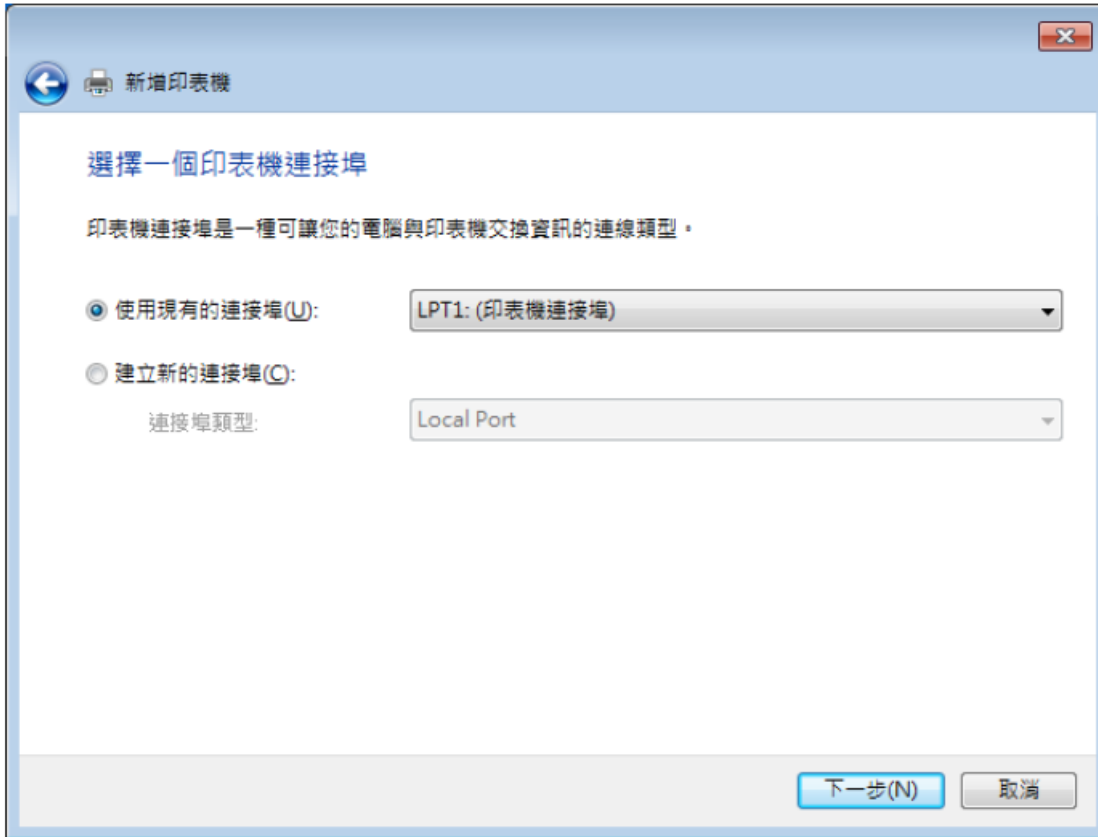 新增印表機
選擇一個印表機連接埠
印表機連接埠是一種可讓您的電腦與印表機交換資訊的連線類型。
使用現有的連接埠(U): LPT1: (印表機連接埠)
建立新的連接埠(C):
連接埠類型: Local Port
下一步(N) 取消